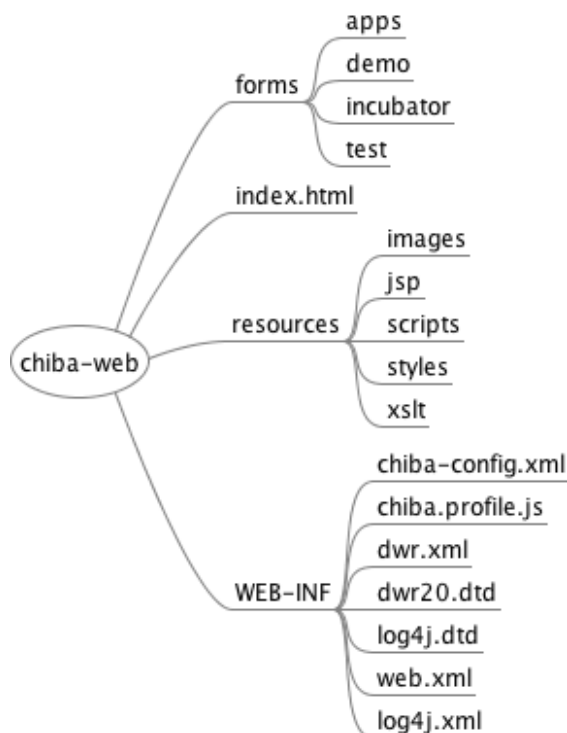 apps
demo
forms
incubator
test
index.html
images
jsp
resources
scripts
styles
chiba-web
xslt
chiba-config.xml
chiba.profile.js
dwr.xml
WEB-INF
dwr20.dtd
log4j.dtd
web.xml
log4j.xml